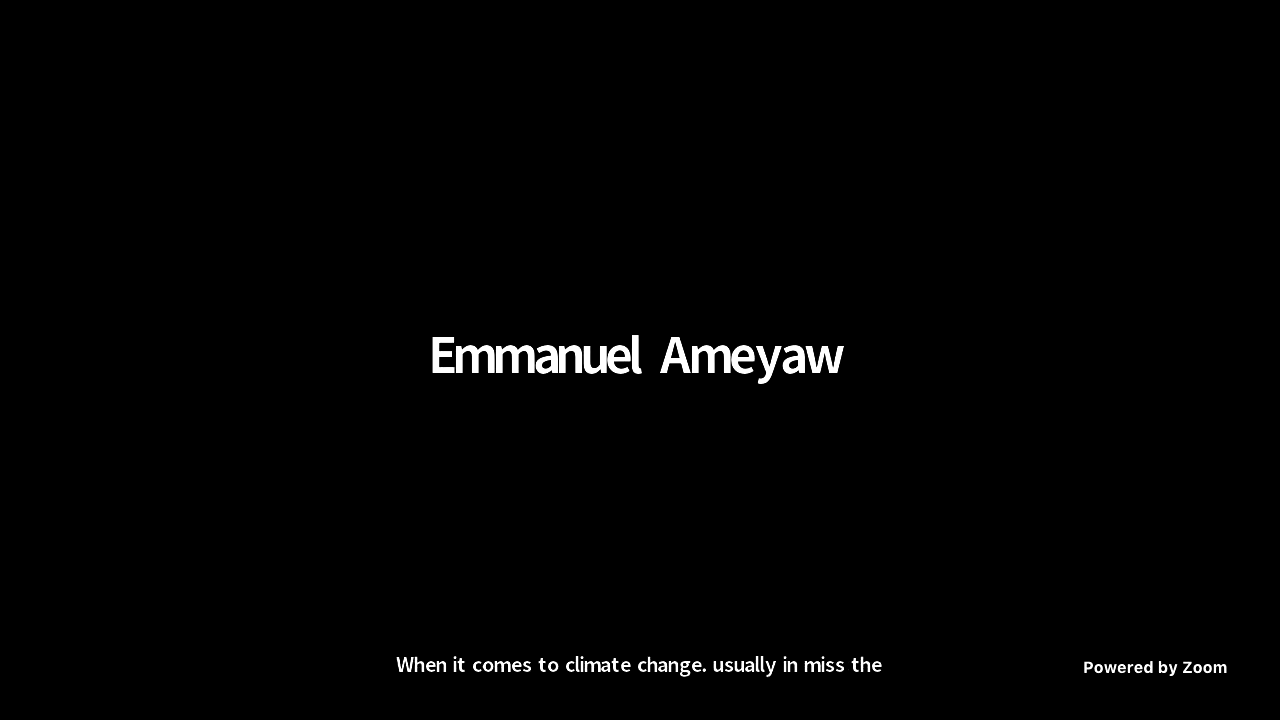 Emmanuel Ameyaw
When it comes to climate change. usually in miss the
Powered by Zoom